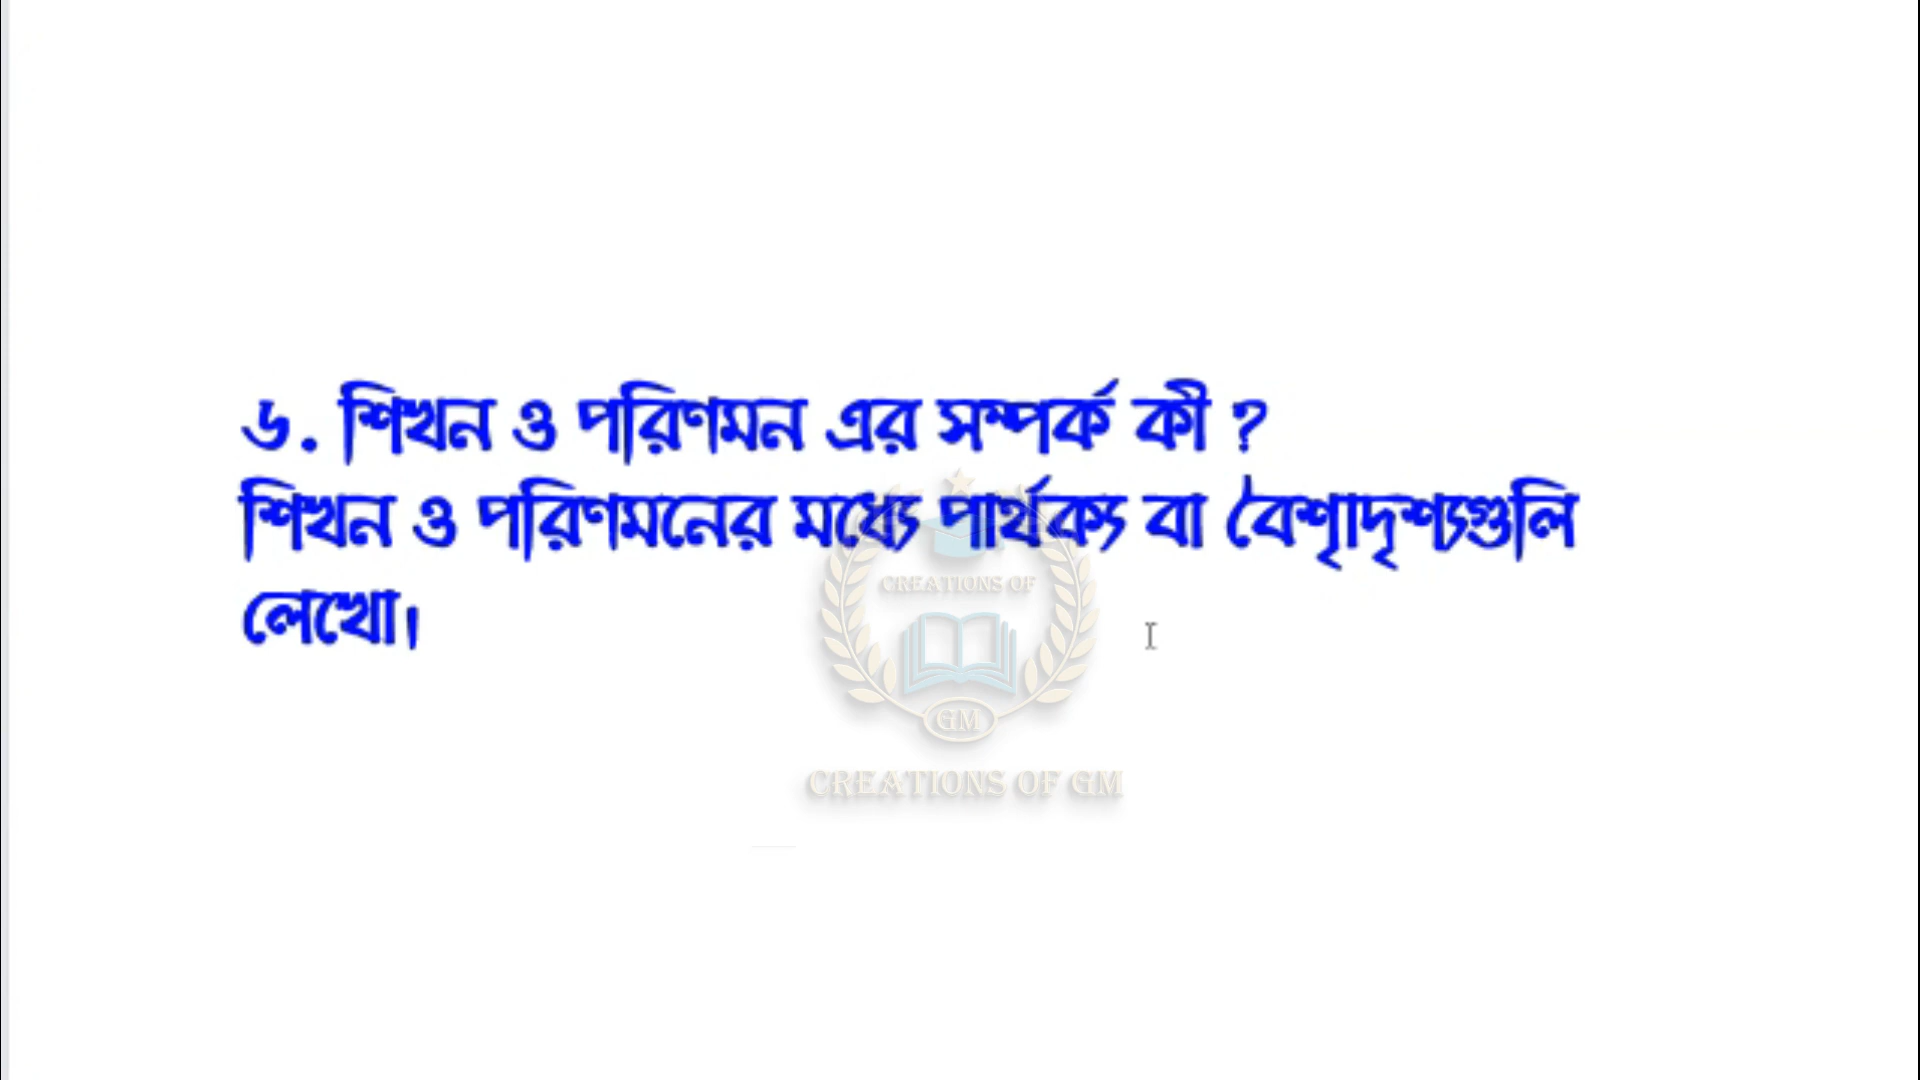 ৬. শিখন ও পরিণমন এর সম্পর্ক কী ?
শিখন ও পরিণমনের মধ্যে পার্থক্য বা বৈশৃাদৃশ্যগুলি
লেখো।
CREATIONS OF
GM
CREATIONS OF GM